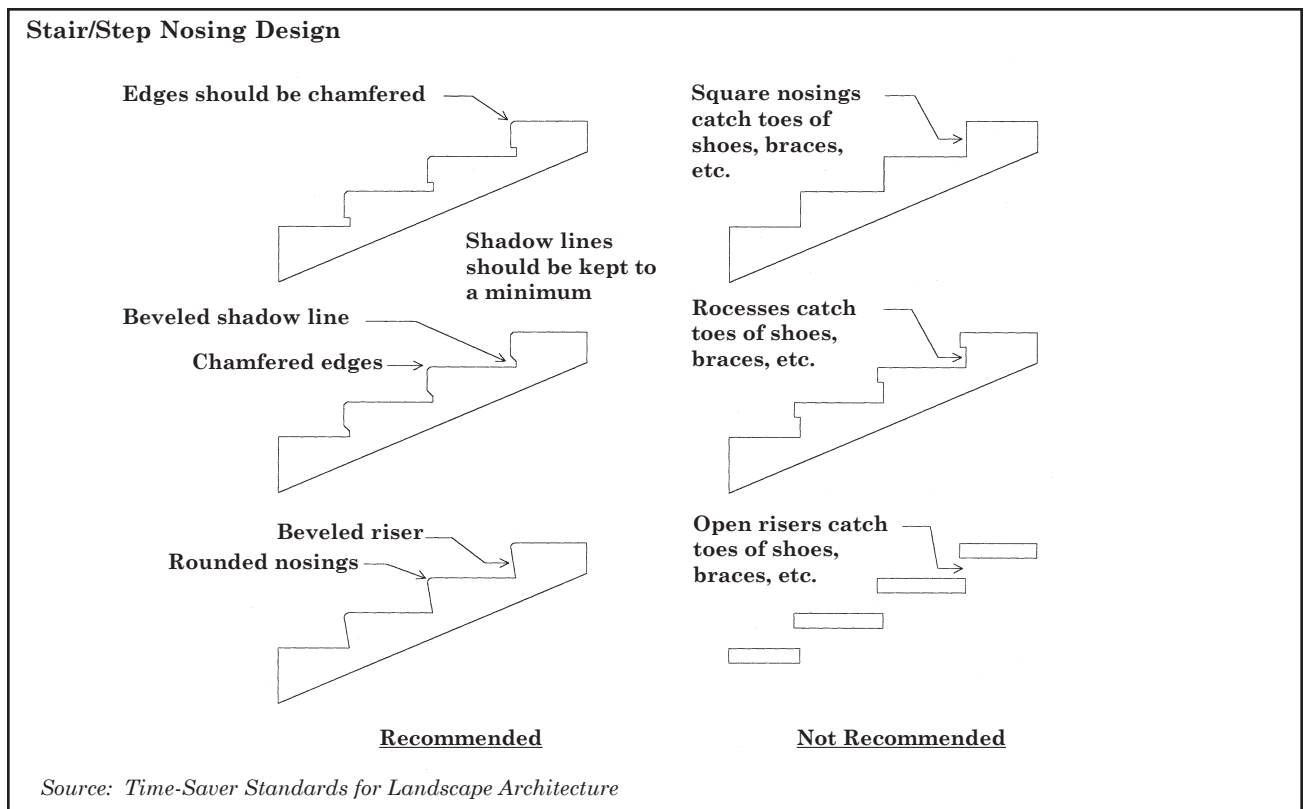 Stair/Step Nosing Design
Edges should be chamfered
Shadow lines
should be kept to
a minimum
Beveled shadow line
Chamfered edges
Beveled riser
Rounded nosings
Recommended
Square nosings
catch toes of
shoes, braces,
etc.
Rocesses catch
toes of shoes,
braces, etc.
Open risers catch
toes of shoes,
braces, etc.
Not Recommended
Source: Time-Saver Standards for Landscape Architecture